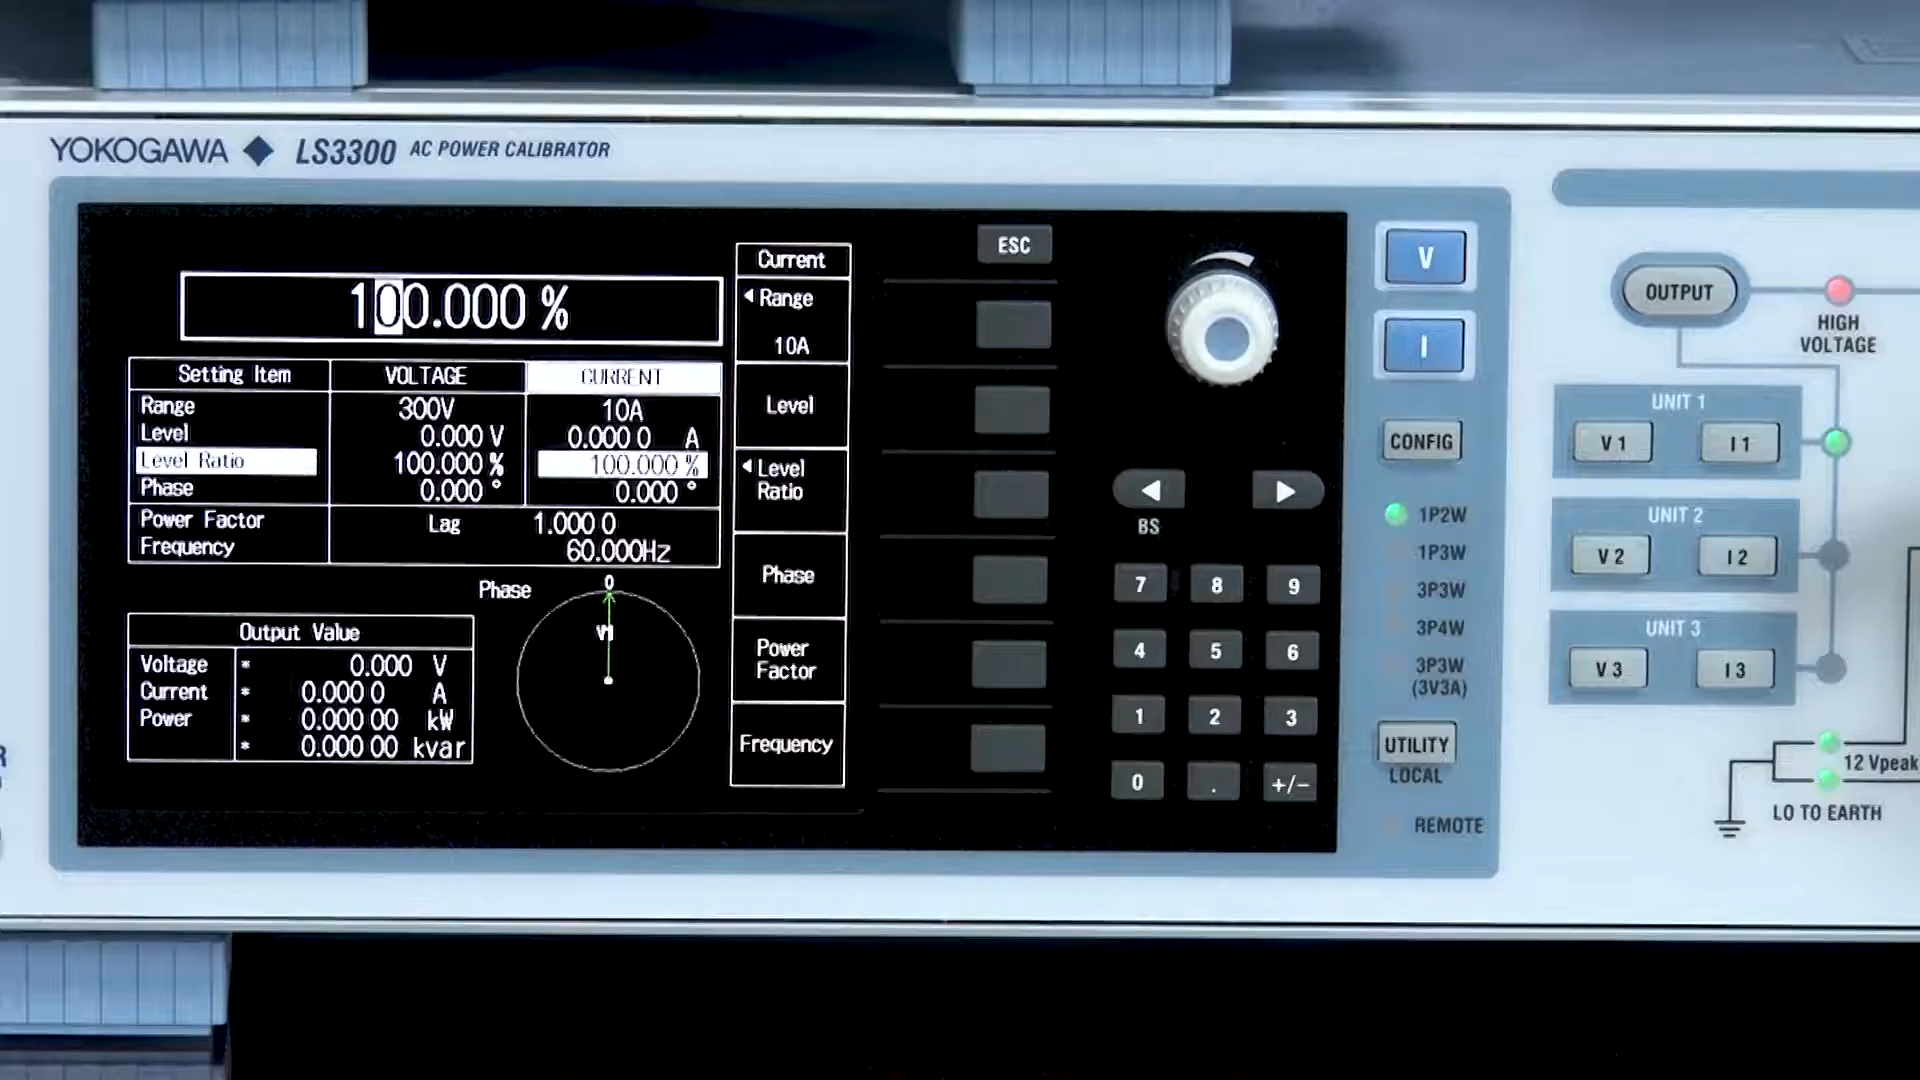 YOKOGAWA ◆ LS3300 AC POWER CALIBRATOR
100.000 %
Setting Item VOLTAGE CURRENT
Range 300V 10A
Level 0.000 V 0.000 0 A
Level Ratio 100.000 % 100.000 %
Phase 0.000 ° 0.000 °
Power Factor Lag 1.000 0
Frequency 60.000Hz
Phase 0
V1
Output Value
Voltage * 0.000 V
Current * 0.000 0 A
Power * 0.000 00 kW
* 0.000 00 kvar
Current
Range
10A
Level
Level
Ratio
Phase
Power
Factor
Frequency
ESC
BS
7 8 9
4 5 6
1 2 3
0 . +/−
V
I
CONFIG
1P2W
1P3W
3P3W
3P4W
3P3W
(3V3A)
UTILITY
LOCAL
REMOTE
OUTPUT
HIGH
VOLTAGE
UNIT 1
V 1 I 1
UNIT 2
V 2 I 2
UNIT 3
V 3 I 3
12 Vpeak
LO TO EARTH